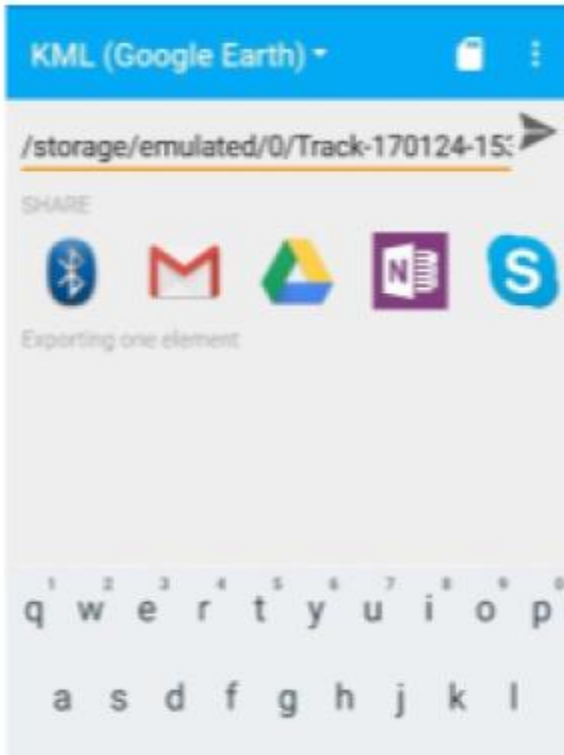 KML (Google Earth)
/storage/emulated/0/Track-170124-153
SHARE
N
S
Exporting one element
1 2 3 4 5 6 7 8 9 0
q w e r t y u i o p
a s d f g h j k l